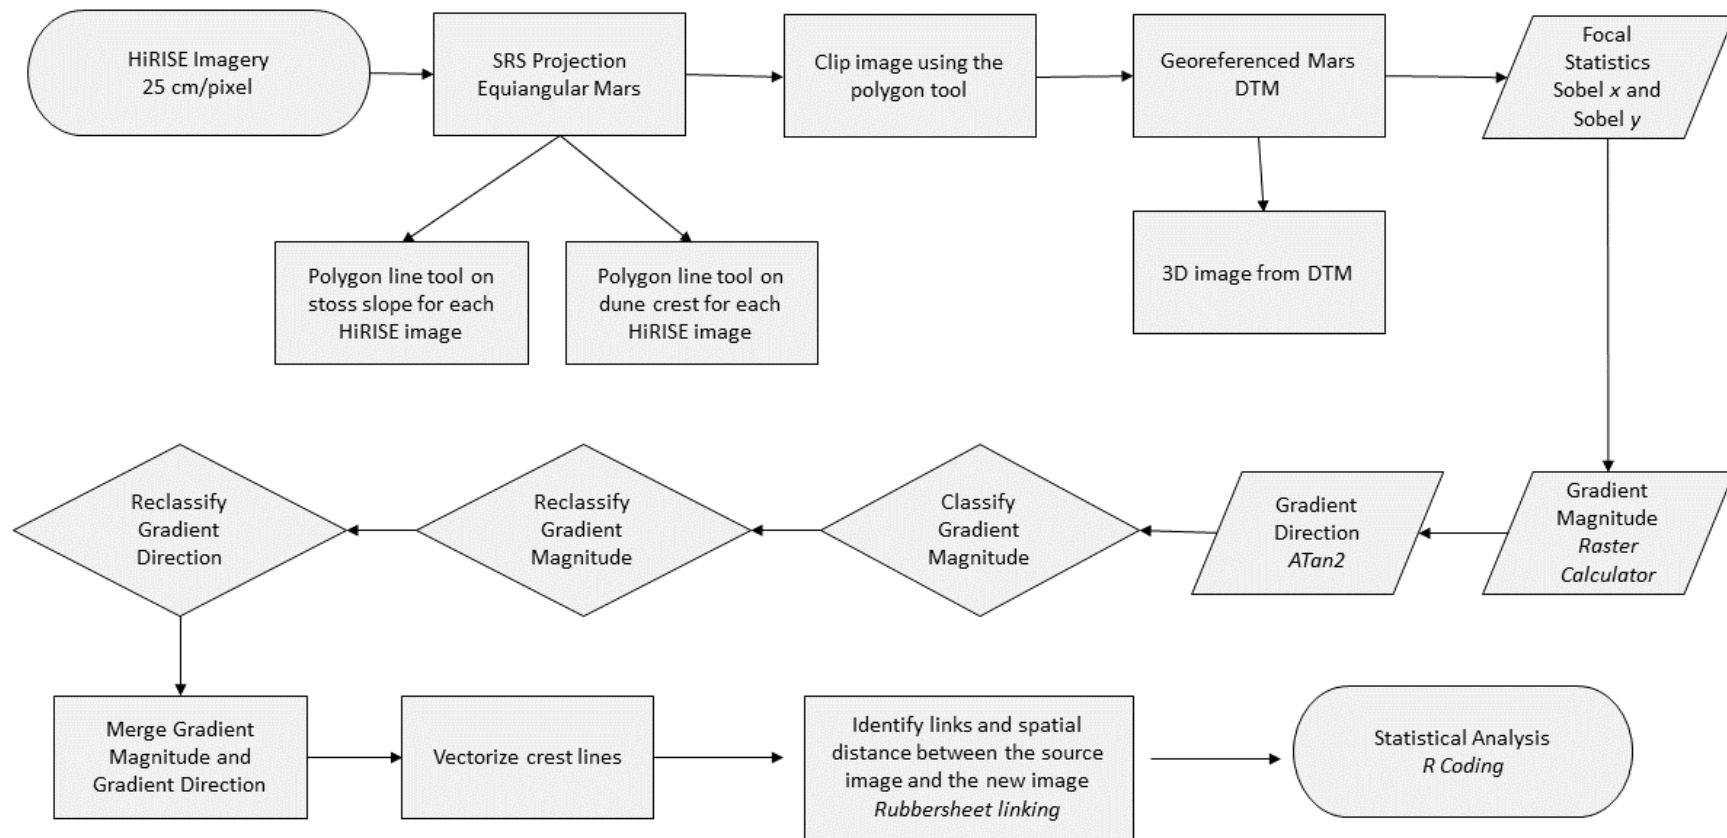 HiRISE Imagery
25 cm/pixel
SRS Projection
Equiangular Mars
Clip image using the
polygon tool
Georeferenced Mars
DTM
Focal
Statistics
Sobel x and
Sobel y
Polygon line tool on
stoss slope for each
HiRISE image
Polygon line tool on
dune crest for each
HiRISE image
3D image from DTM
Reclassify
Gradient
Direction
Reclassify
Gradient
Magnitude
Classify
Gradient
Magnitude
Gradient
Direction
ATan2
Gradient
Magnitude
Raster
Calculator
Merge Gradient
Magnitude and
Gradient Direction
Vectorize crest lines
Identify links and spatial
distance between the source
image and the new image
Rubbersheet linking
Statistical Analysis
R Coding